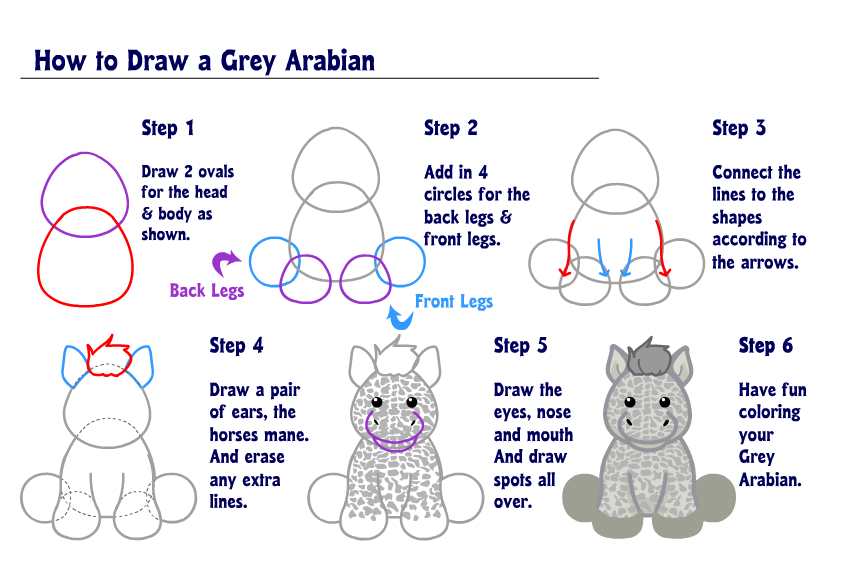 How to Draw a Grey Arabian
Step 1
Draw 2 ovals
for the head
& body as
shown.
Step 2
Add in 4
circles for the
back legs &
front legs.
Back Legs
Front Legs
Step 3
Connect the
lines to the
shapes
according to
the arrows.
Step 4
Draw a pair
of ears, the
horses mane.
And erase
any extra
lines.
Step 5
Draw the
eyes, nose
and mouth
And draw
spots all
over.
Step 6
Have fun
coloring
your
Grey
Arabian.